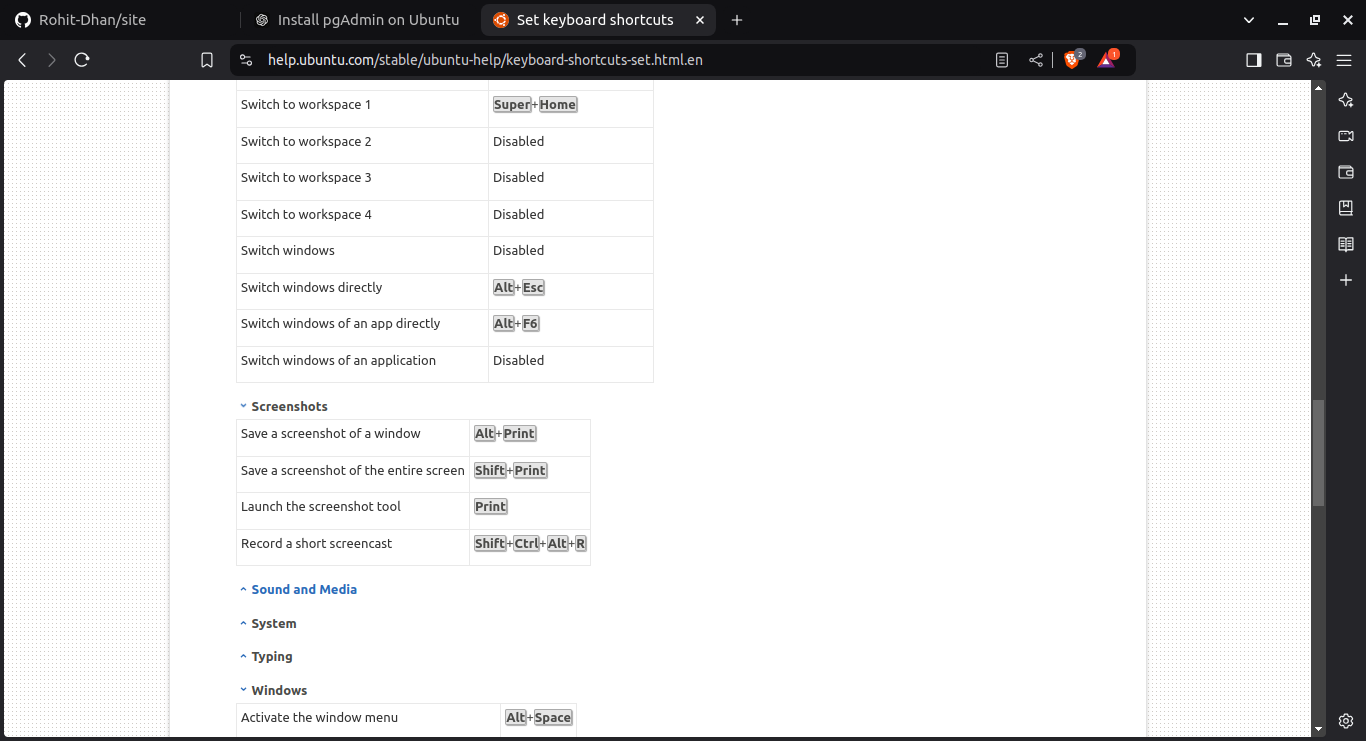 Rohit-Dhan/site
Install pgAdmin on Ubuntu
Set keyboard shortcuts
help.ubuntu.com/stable/ubuntu-help/keyboard-shortcuts-set.html.en
2
1
Switch to workspace 1 Super+Home
Switch to workspace 2 Disabled
Switch to workspace 3 Disabled
Switch to workspace 4 Disabled
Switch windows Disabled
Switch windows directly Alt+Esc
Switch windows of an app directly Alt+F6
Switch windows of an application Disabled
Screenshots
Save a screenshot of a window Alt+Print
Save a screenshot of the entire screen Shift+Print
Launch the screenshot tool Print
Record a short screencast Shift+Ctrl+Alt+R
Sound and Media
System
Typing
Windows
Activate the window menu Alt+Space